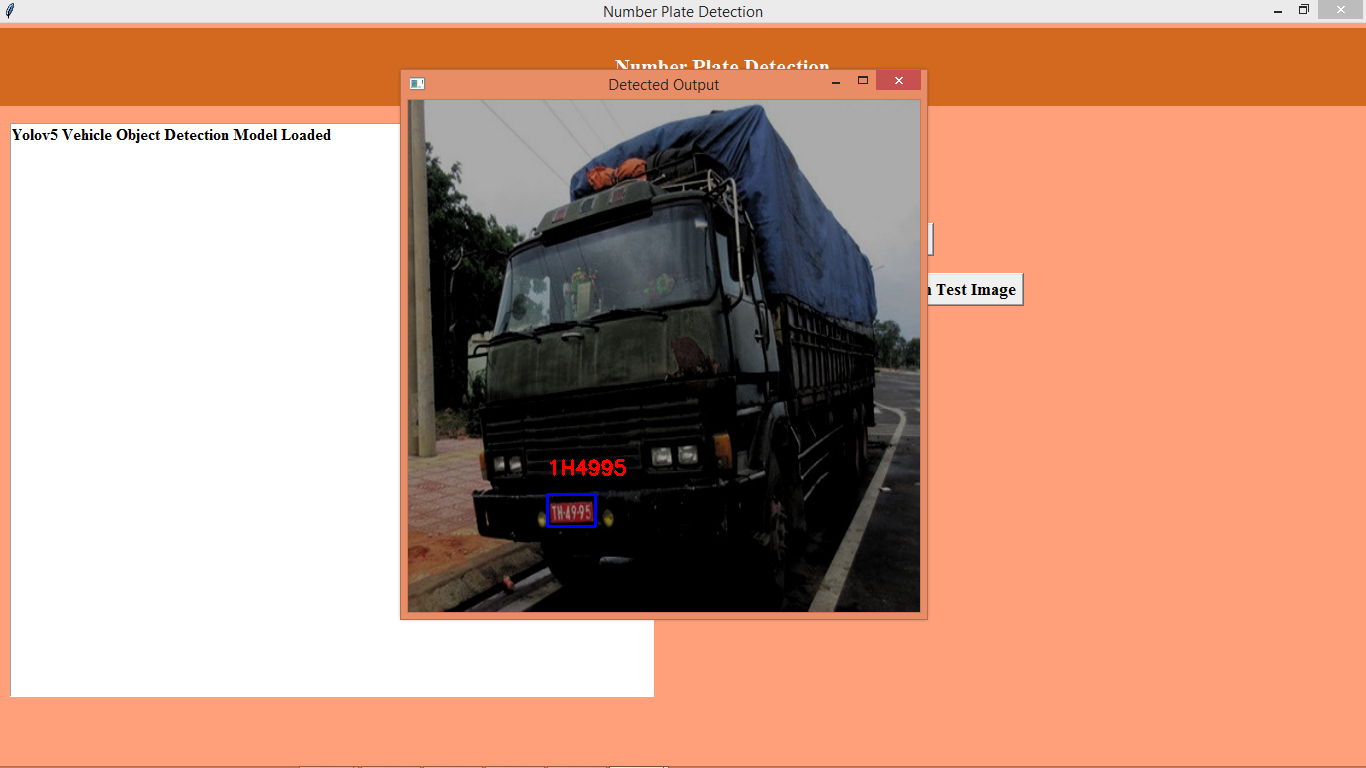 Number Plate Detection
Number Plate Detection
Detected Output
Yolov5 Vehicle Object Detection Model Loaded
Test Image
1H4995
TH-49-95